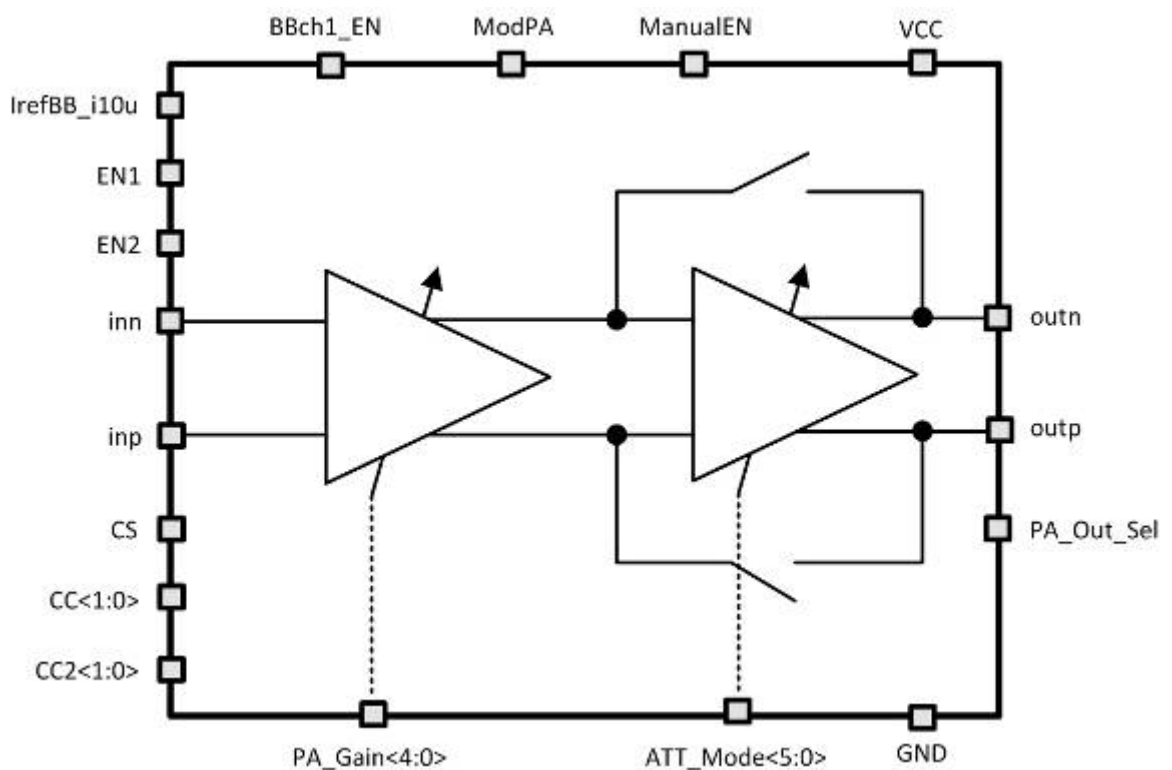 BBch1_EN
ModPA
ManualEN
VCC
IrefBB_i10u
EN1
EN2
inn
outn
inp
outp
CS
PA_Out_Sel
CC<1:0>
CC2<1:0>
PA_Gain<4:0>
ATT_Mode<5:0>
GND